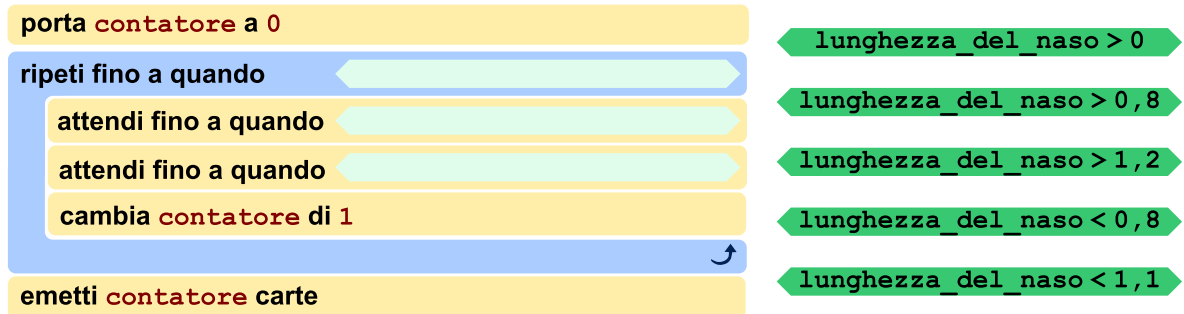 porta contatore a 0
ripeti fino a quando
attendi fino a quando
attendi fino a quando
cambia contatore di 1
emetti contatore carte
lunghezza_del_naso > 0
lunghezza_del_naso > 0,8
lunghezza_del_naso > 1,2
lunghezza_del_naso < 0,8
lunghezza_del_naso < 1,1